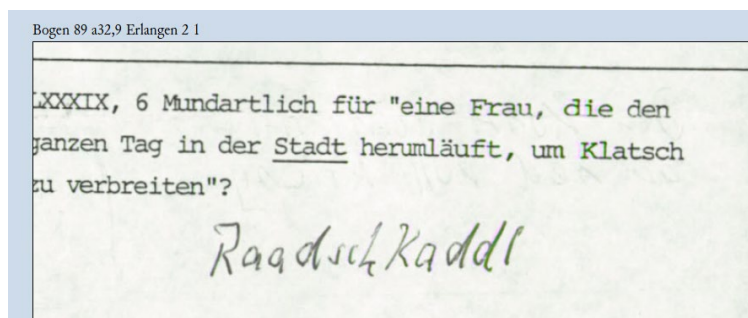 Bogen 89 a32,9 Erlangen 2 1
LXXXIX, 6 Mundartlich für "eine Frau, die den
ganzen Tag in der Stadt herumläuft, um Klatsch
zu verbreiten"?
RaadschKaddl